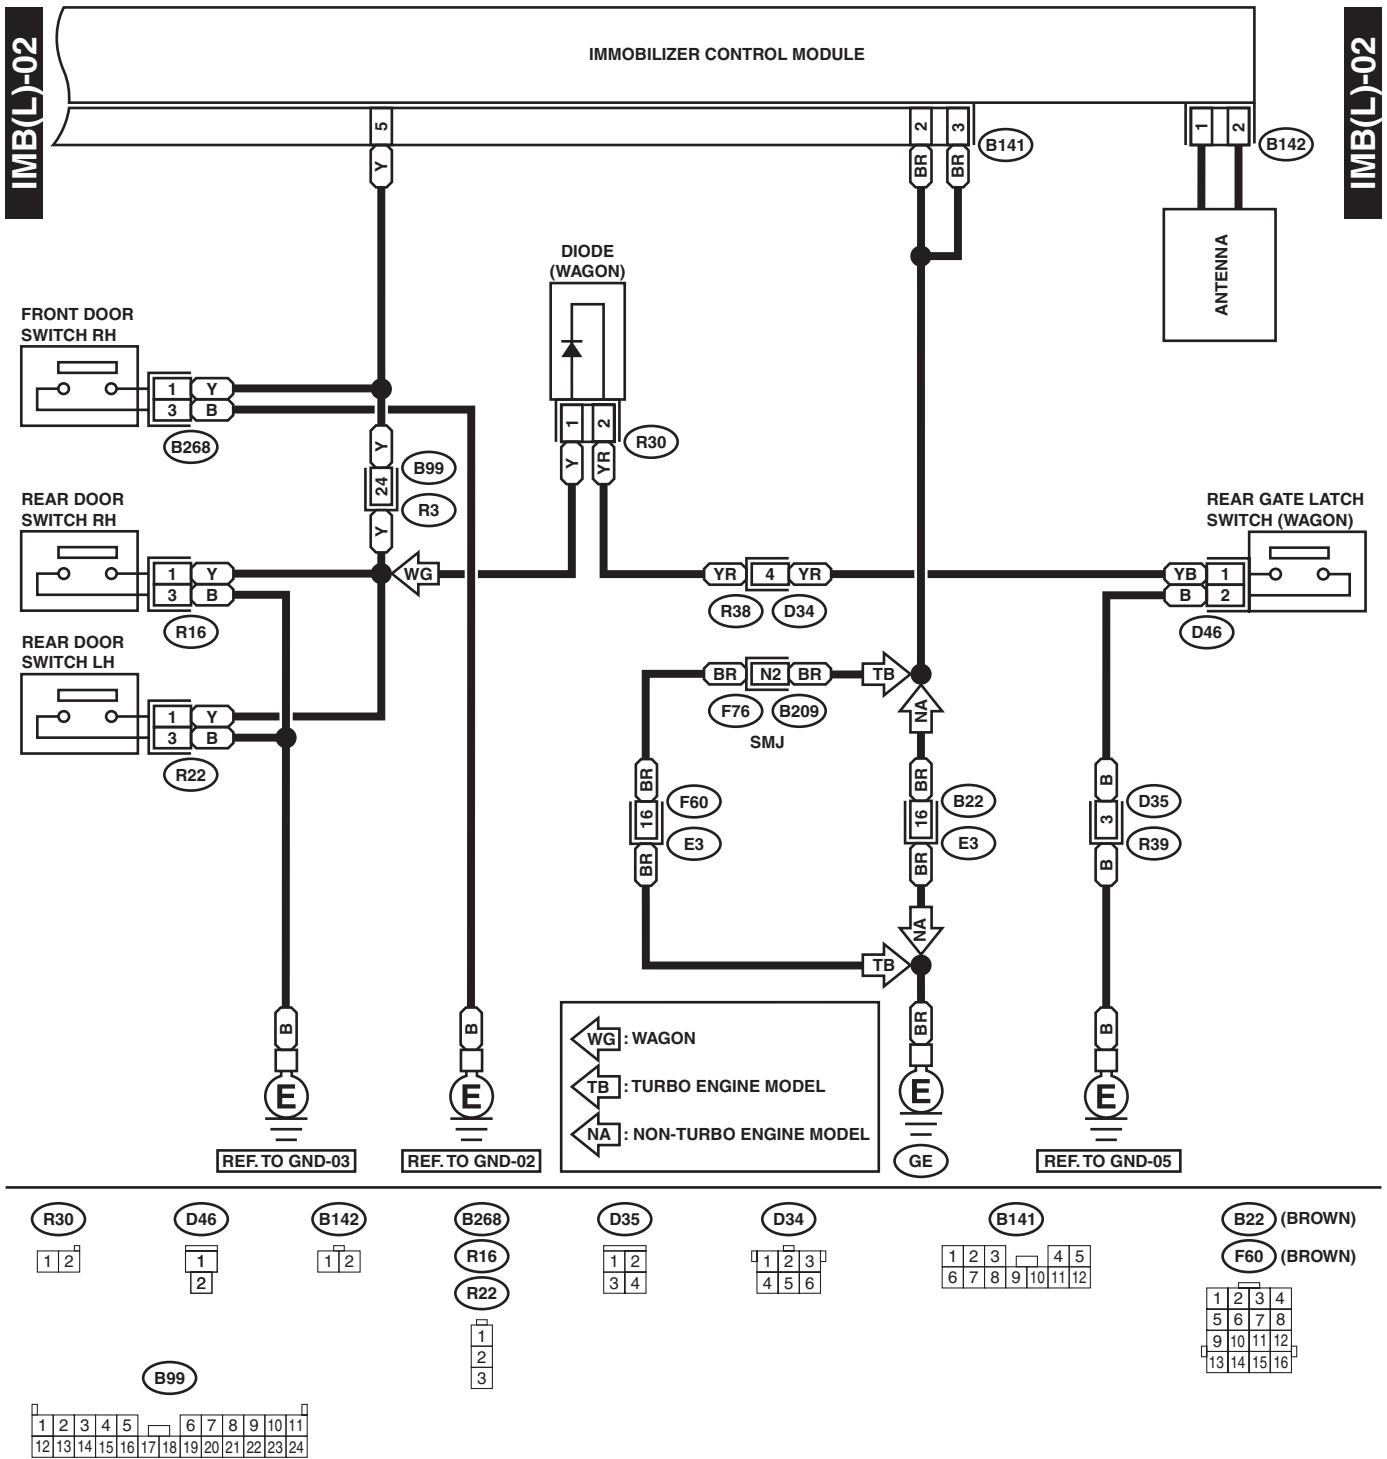 IMB(L)-02
IMB(L)-02
IMMOBILIZER CONTROL MODULE
5
2
3
B141
1
2
B142
Y
BR
BR
ANTENNA
DIODE
(WAGON)
FRONT DOOR
SWITCH RH
1 Y
3 B
B268
1
2
R30
Y
YR
Y
B99
24
R3
Y
REAR DOOR
SWITCH RH
1 Y
3 B
R16
WG
YR 4 YR
R38 D34
REAR GATE LATCH
SWITCH (WAGON)
YB 1
B 2
D46
REAR DOOR
SWITCH LH
1 Y
3 B
R22
BR N2 BR
TB
F76 B209
SMJ
NA
BR
F60
16
E3
BR
BR
B22
16
E3
BR
B
D35
3
R39
B
NA
TB
B
B
BR
B
E
E
E
E
REF. TO GND-03
REF. TO GND-02
GE
REF. TO GND-05
WG : WAGON
TB : TURBO ENGINE MODEL
NA : NON-TURBO ENGINE MODEL
R30
1 2
D46
1
2
B142
1 2
B268
R16
R22
1
2
3
D35
1 2
3 4
D34
1 2 3
4 5 6
B141
1 2 3 4 5
6 7 8 9 10 11 12
B22 (BROWN)
F60 (BROWN)
1 2 3 4
5 6 7 8
9 10 11 12
13 14 15 16
B99
1 2 3 4 5 6 7 8 9 10 11
12 13 14 15 16 17 18 19 20 21 22 23 24